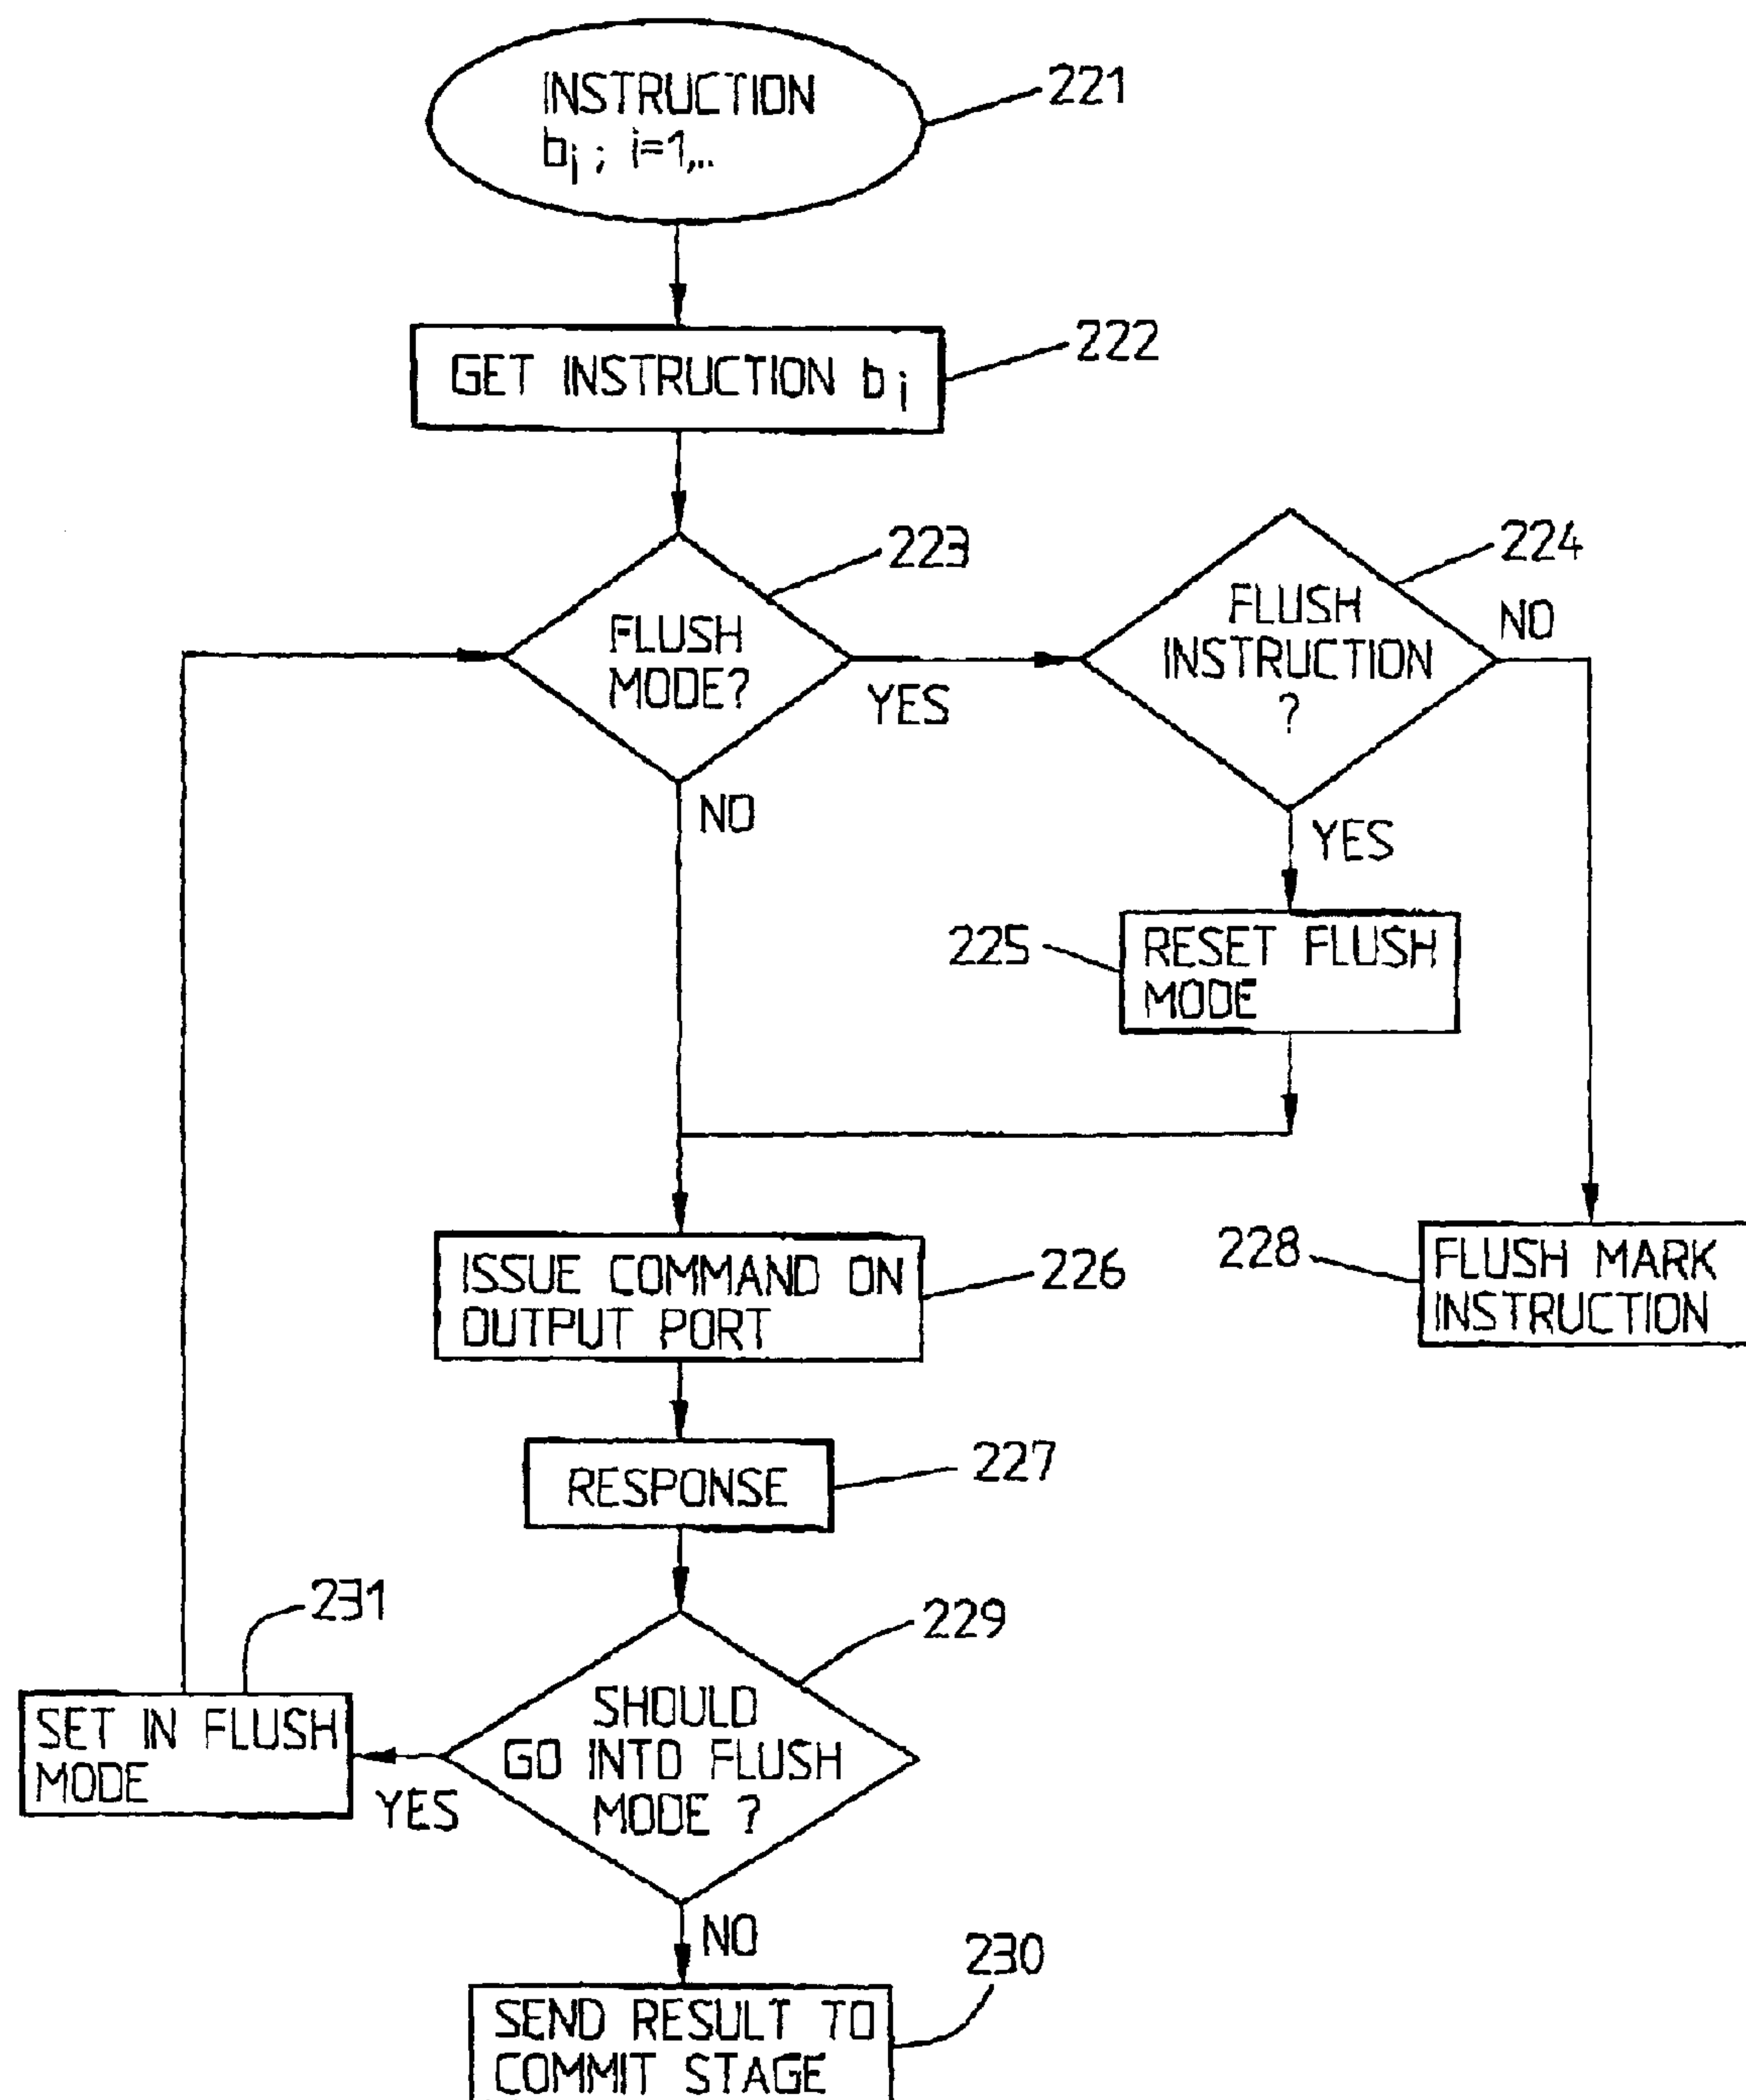 INSTRUCTION
bi ; i=1,..
221
GET INSTRUCTION bi
222
FLUSH
MODE?
223
YES
NO
FLUSH
INSTRUCTION
?
224
NO
YES
225
RESET FLUSH
MODE
ISSUE COMMAND ON
OUTPUT PORT
226
228
FLUSH MARK
INSTRUCTION
RESPONSE
227
231
SET IN FLUSH
MODE
SHOULD
GO INTO FLUSH
MODE ?
229
YES
NO
SEND RESULT TO
COMMIT STAGE
230